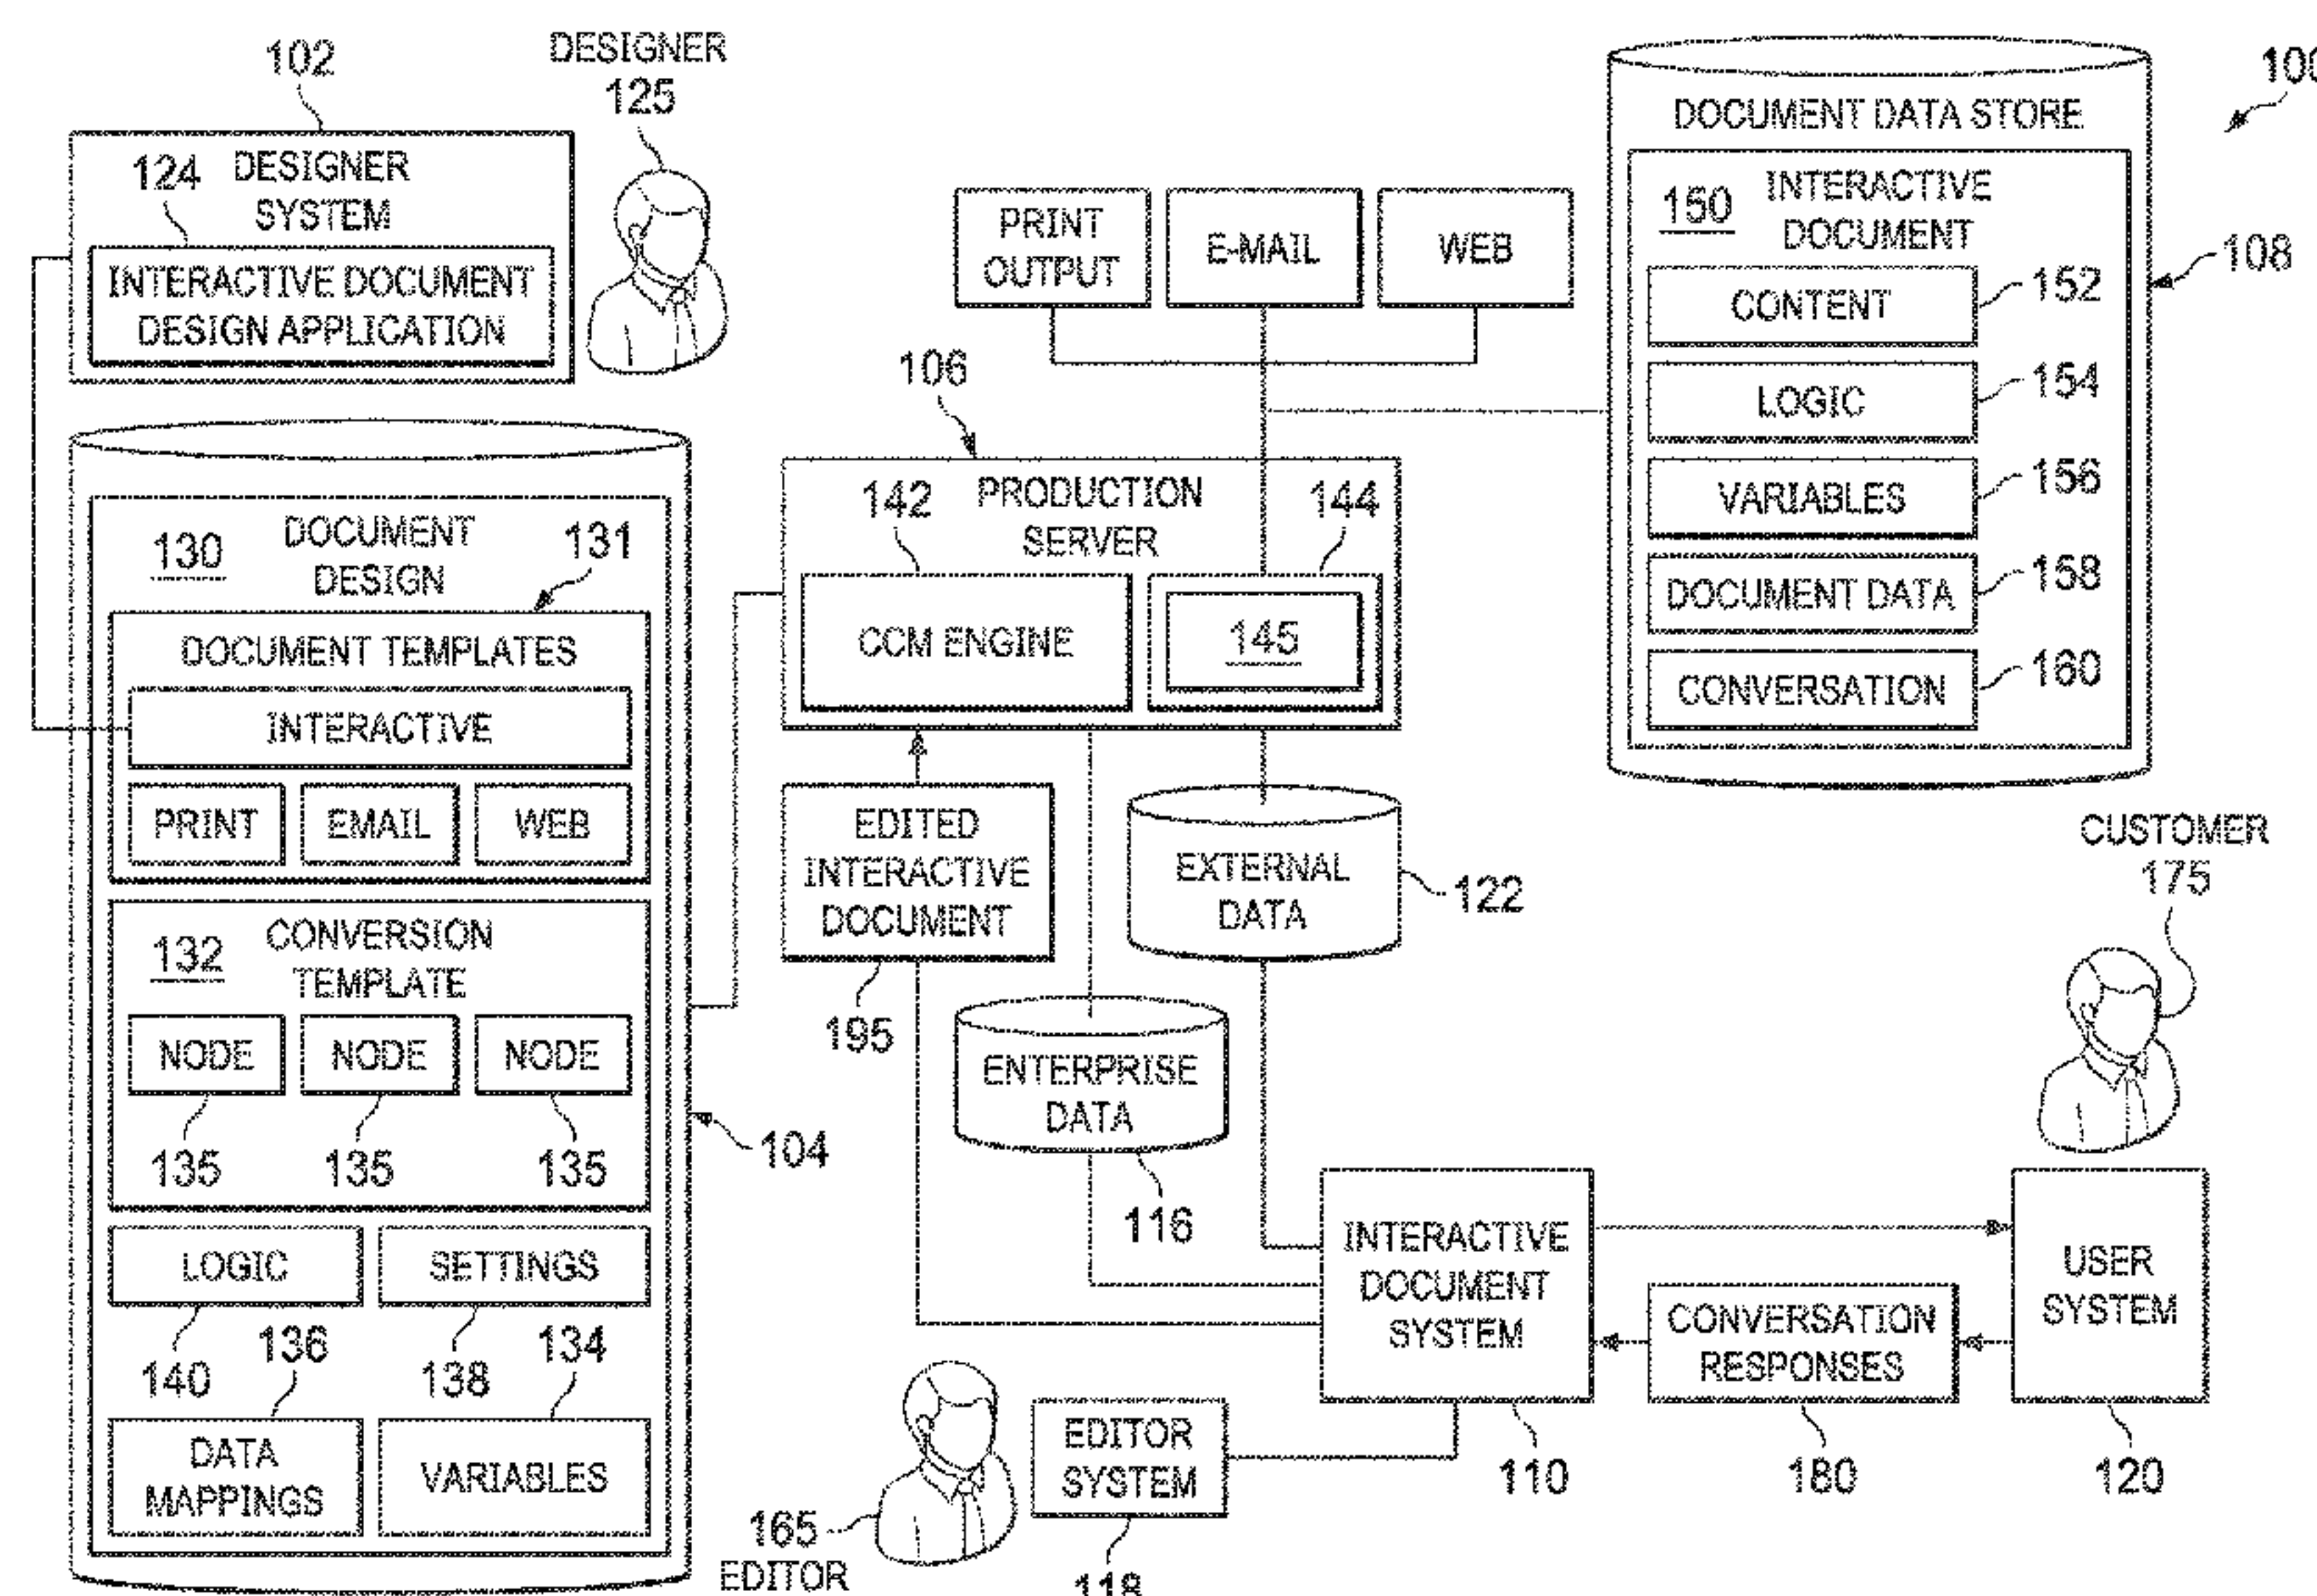 102
DESIGNER
125
124
DESIGNER
SYSTEM
INTERACTIVE DOCUMENT
DESIGN APPLICATION
130
DOCUMENT
DESIGN
131
DOCUMENT TEMPLATES
INTERACTIVE
PRINT
EMAIL
WEB
132
CONVERSION
TEMPLATE
NODE
NODE
NODE
135
135
135
104
LOGIC
SETTINGS
140
136
138
134
DATA
MAPPINGS
VARIABLES
PRINT
OUTPUT
E-MAIL
WEB
106
142
PRODUCTION
SERVER
144
CCM ENGINE
145
EDITED
INTERACTIVE
DOCUMENT
195
EXTERNAL
DATA
122
ENTERPRISE
DATA
116
100
DOCUMENT DATA STORE
150
INTERACTIVE
DOCUMENT
108
CONTENT
152
LOGIC
154
VARIABLES
156
DOCUMENT DATA
158
CONVERSATION
160
CUSTOMER
175
INTERACTIVE
DOCUMENT
SYSTEM
110
CONVERSATION
RESPONSES
180
USER
SYSTEM
120
165
EDITOR
EDITOR
SYSTEM
118